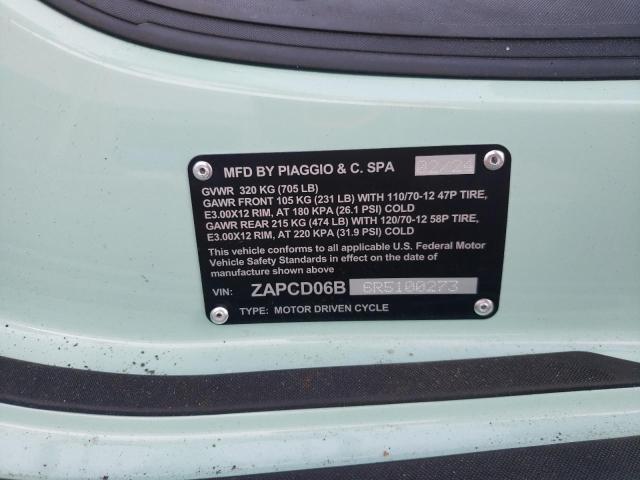 MFD BY PIAGGIO & C. SPA 02/24
GVWR 320 KG (705 LB)
GAWR FRONT 105 KG (231 LB) WITH 110/70-12 47P TIRE,
E3.00X12 RIM, AT 180 KPA (26.1 PSI) COLD
GAWR REAR 215 KG (474 LB) WITH 120/70-12 58P TIRE,
E3.00X12 RIM, AT 220 KPA (31.9 PSI) COLD
This vehicle conforms to all applicable U.S. Federal Motor
Vehicle Safety Standards in effect on the date of
manufacture shown above
VIN: ZAPCD06B 6R5100273
TYPE: MOTOR DRIVEN CYCLE